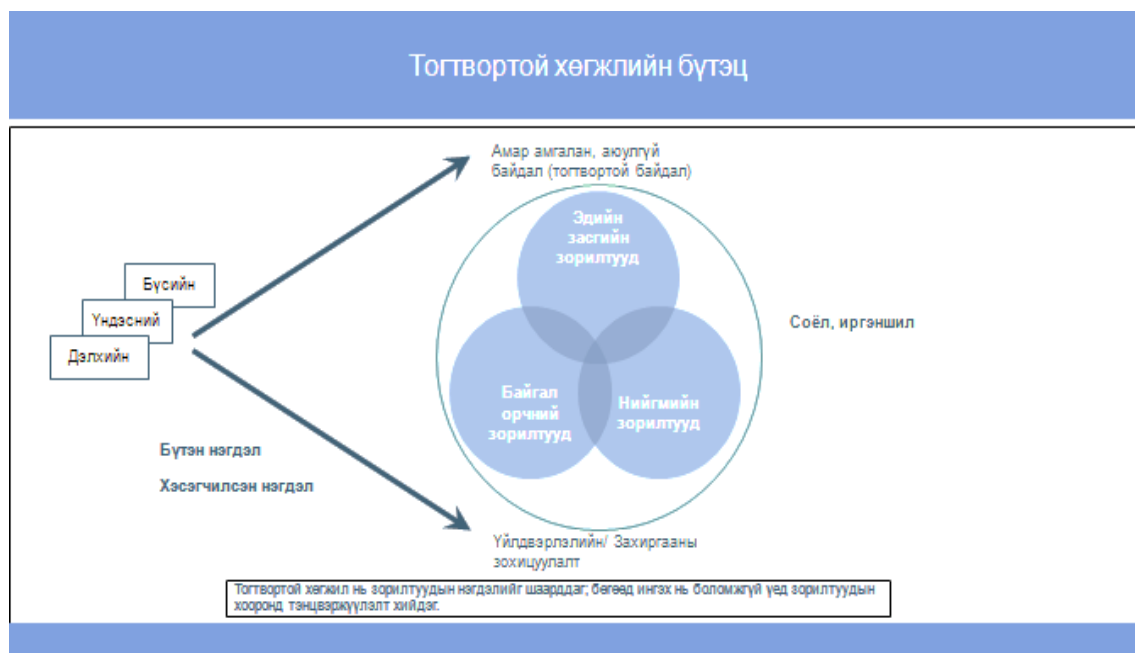 Тогтвортой хөгжлийн бүтэц
Амар амгалан, аюулгүй
байдал (тогтвортой байдал)
Эдийн
засгийн
зорилтууд
Бүсийн
Үндэсний
Дэлхийн
Соёл, иргэншил
Байгал
орчний
зорилтууд
Нийгмийн
зорилтууд
Бүтэн нэгдэл
Хэсэгчилсэн нэгдэл
Үйлдвэрлэлийн/ Захиргааны
зохицуулалт
Тогтвортой хөгжил нь зорилтуудын нэгдэлийг шаарддаг; бөгөөд ингэх нь боломжгүй үед зорилтуудын
хооронд тэнцвэржүүлэлт хийдэг.